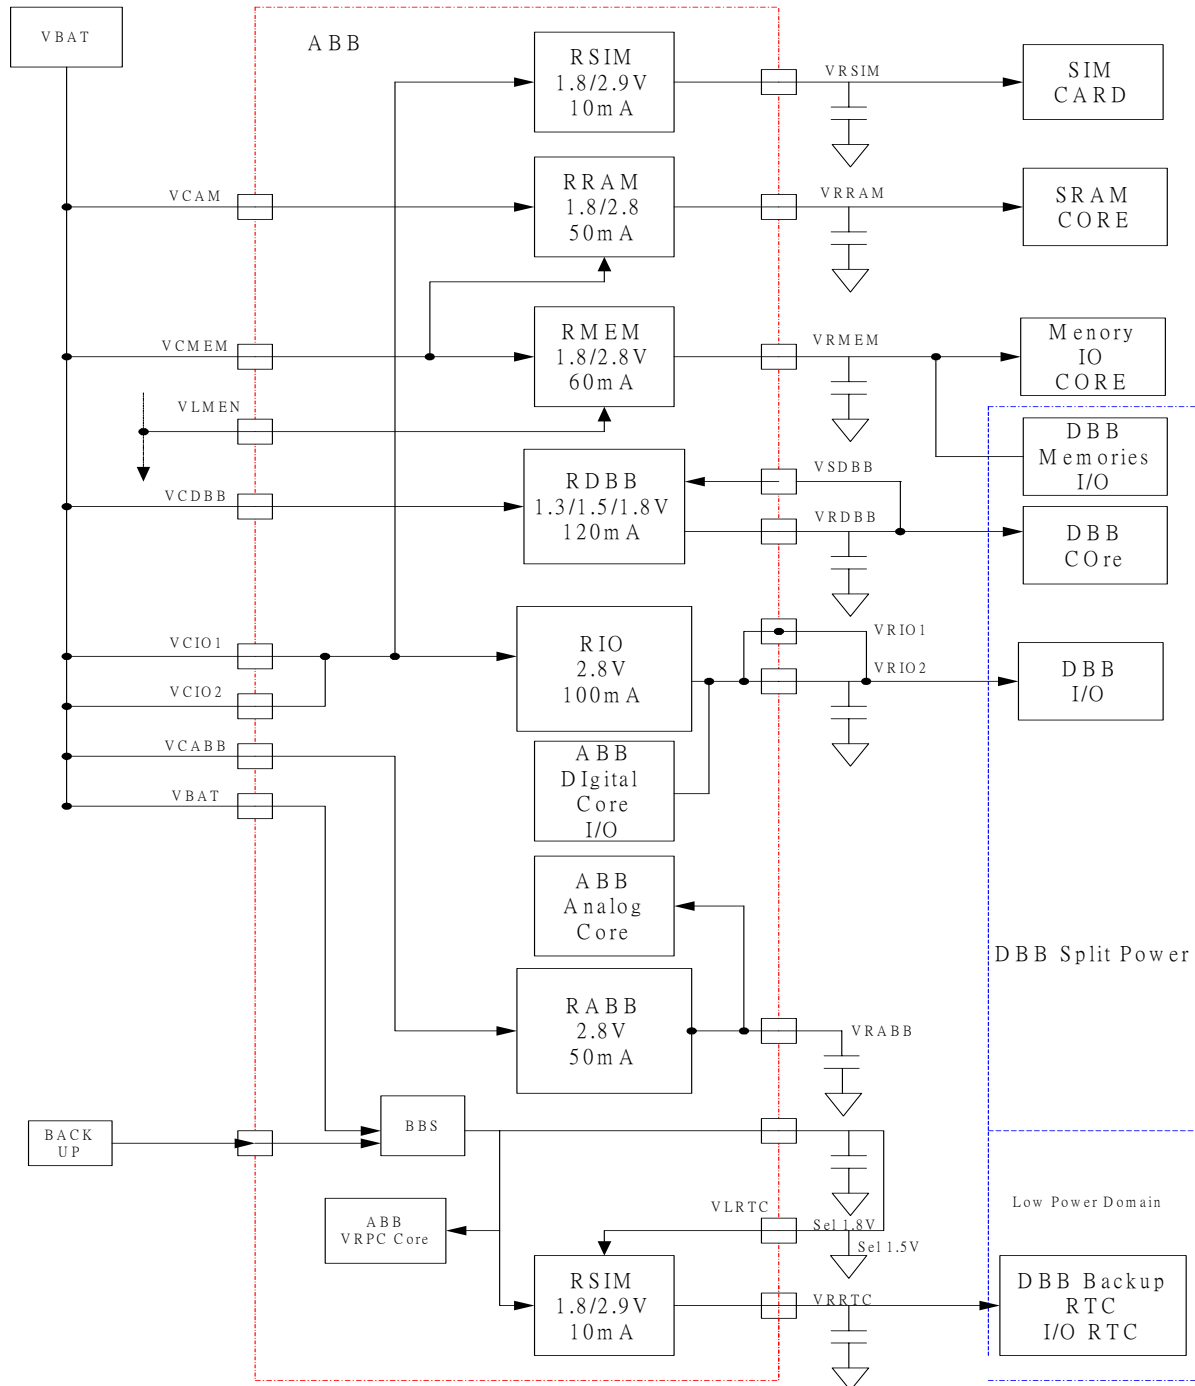 VBAT
ABB
RSIM
1.8/2.9V
10mA
VRSIM
SIM
CARD
VCAM
RRAM
1.8/2.8
50mA
VRRAM
SRAM
CORE
VCMEM
RMEM
1.8/2.8V
60mA
VRMEM
Menory
IO
CORE
VLMEN
DBB
Memories
I/O
VCDBB
RDBB
1.3/1.5/1.8V
120mA
VSDBB
VRDBB
DBB
COre
VCIO1
RIO
2.8V
100mA
VRIO1
VRIO2
DBB
I/O
VCIO2
VCABB
ABB
DIgital
Core
I/O
VBAT
ABB
Analog
Core
DBB Split Power
RABB
2.8V
50mA
VRABB
BACK
UP
BBS
ABB
VRPC Core
VLRTC
Sel 1.8V
Sel 1.5V
Low Power Domain
RSIM
1.8/2.9V
10mA
VRRTC
DBB Backup
RTC
I/O RTC